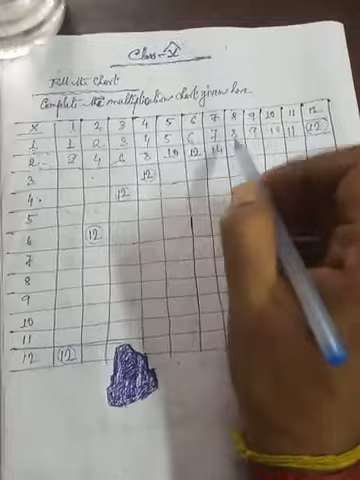 Class-V
Fill the Chart
Complete the multiplication chart given here
X 1 2 3 4 5 6 7 8 9 10 11 12
1 1 2 3 4 5 6 7 8 9 10 11 12
2 2 4 6 8 10 12 14
3 12
4 12
5
6 12
7
8
9
10
11
12 12